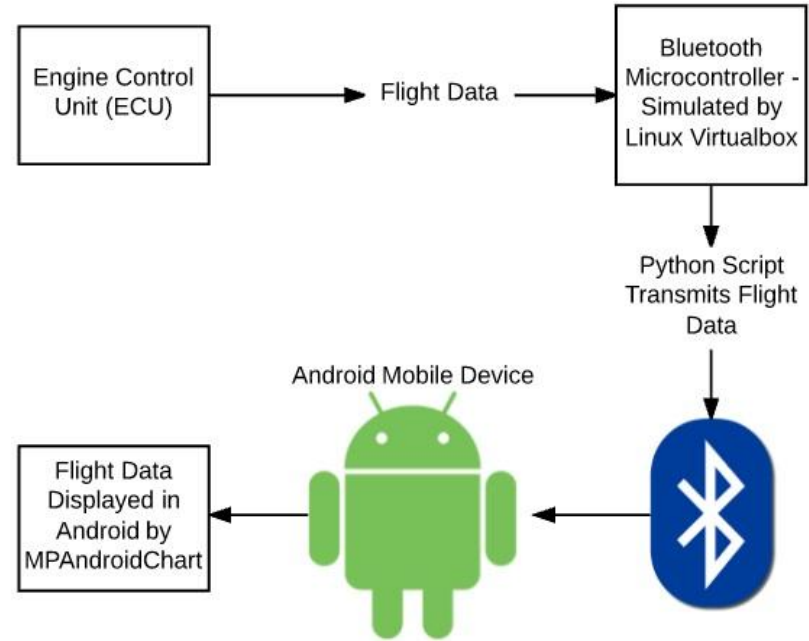 Engine Control
Unit (ECU)
Flight Data
Bluetooth
Microcontroller -
Simulated by
Linux Virtualbox
Python Script
Transmits Flight
Data
Android Mobile Device
Flight Data
Displayed in
Android by
MPAndroidChart